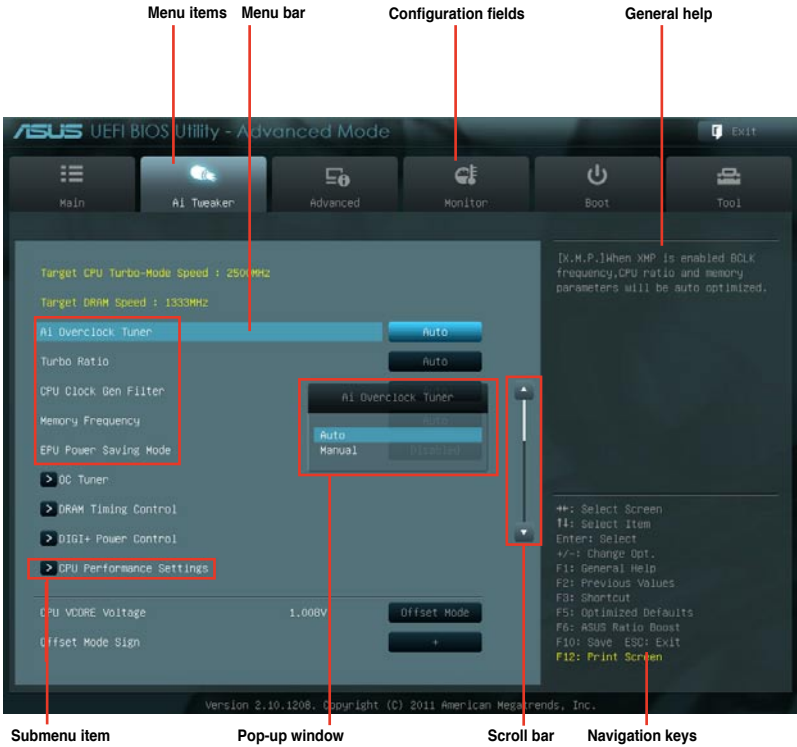 Menu items Menu bar Configuration fields General help
ASUS UEFI BIOS Utility - Advanced Mode Exit
Main Ai Tweaker Advanced Monitor Boot Tool
Target CPU Turbo-Mode Speed : 2500MHz
Target DRAM Speed : 1333MHz
Ai Overclock Tuner Auto
Turbo Ratio Auto
CPU Clock Gen Filter
Memory Frequency Auto
EPU Power Saving Mode Disabled
Ai Overclock Tuner
Auto
Manual
> OC Tuner
> DRAM Timing Control
> DIGI+ Power Control
> CPU Performance Settings
CPU VCORE Voltage 1.008V Offset Mode
Offset Mode Sign +
[X.M.P.]When XMP is enabled BCLK
frequency,CPU ratio and memory
parameters will be auto optimized.
→←: Select Screen
↑↓: Select Item
Enter: Select
+/-: Change Opt.
F1: General Help
F2: Previous Values
F3: Shortcut
F5: Optimized Defaults
F6: ASUS Ratio Boost
F10: Save ESC: Exit
F12: Print Screen
Version 2.10.1208. Copyright (C) 2011 American Megatrends, Inc.
Submenu item Pop-up window Scroll bar Navigation keys